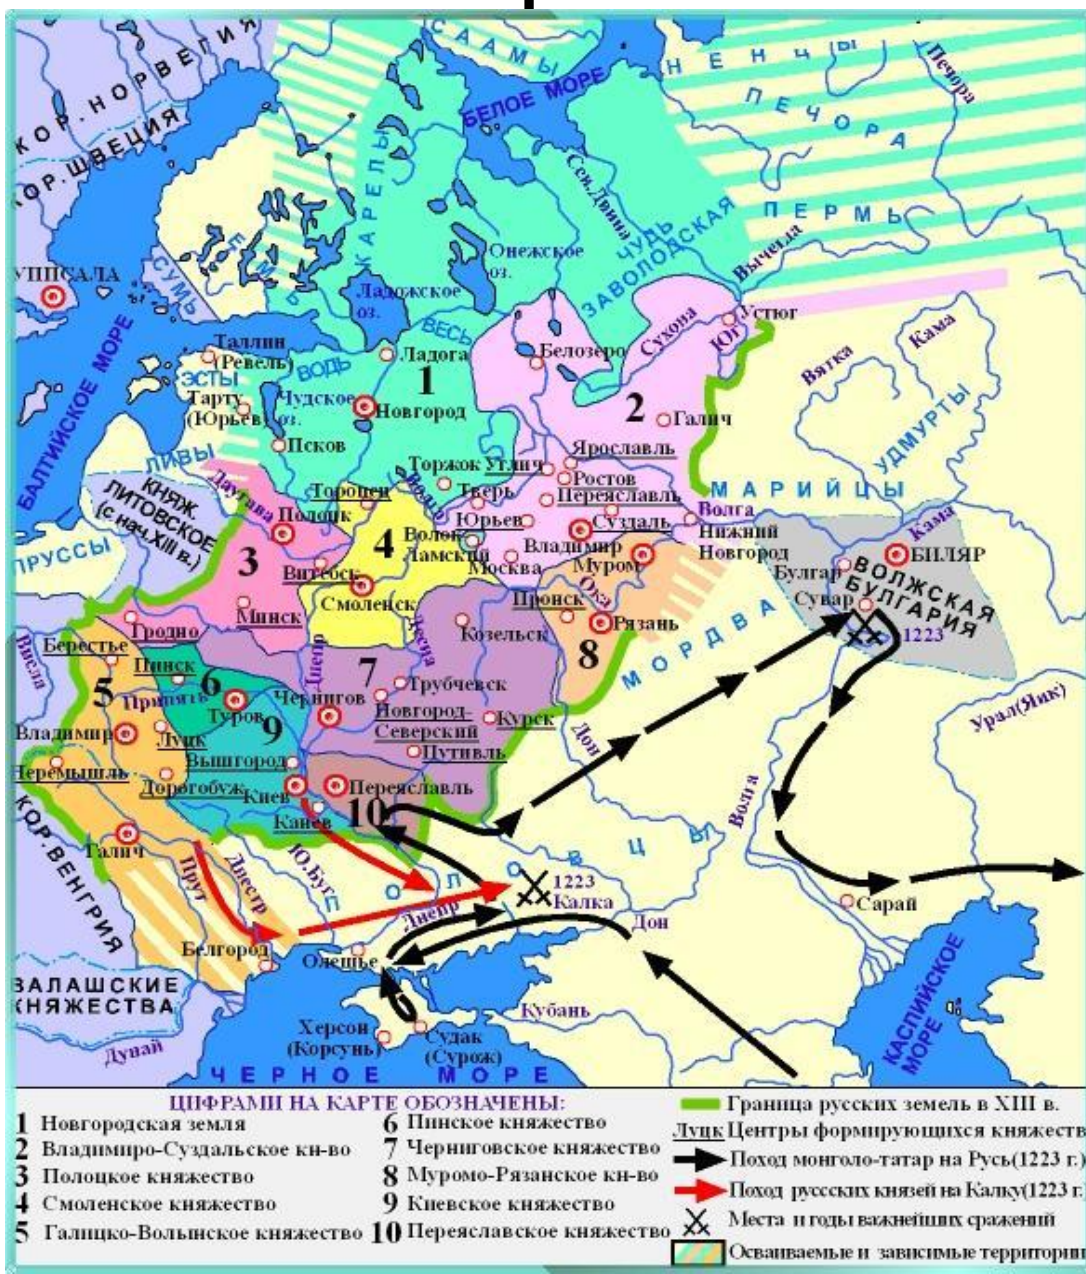 СААМЫ
НЕНЦЫ
Печора
ПЕЧОРА
КОР. НОРВЕГИЯ
БЕЛОЕ МОРЕ
КОР. ШВЕЦИЯ
КАРЕЛЫ
Сев.Двина
ПЕРМЬ
ЧУДЬ
ЗАВОЛОДСКАЯ
Вычегда
Онежское
оз.
ЕМЬ
СУМЬ
УППСАЛА
Ладожское
оз.
ВЕСЬ
Сухона
Устюг
Юг
Кама
Вятка
Таллин
(Ревель)
ВОДЬ
Ладога
Белозеро
1
2
ЭСТЫ
Тарту
(Юрьев)
Чудское
оз.
Новгород
Галич
УДМУРТЫ
БАЛТИЙСКОЕ МОРЕ
Псков
ЛИВЫ
Торжок
Углич
Ярославль
Ростов
Переяславль
МАРИЙЦЫ
КНЯЖ.
ЛИТОВСКОЕ
(с нач.XIII в.)
Даугава
Полоцк
Торопец
Волга
Тверь
Юрьев
Суздаль
Волга
Нижний
Новгород
Кама
ПРУССЫ
3
4
Волок
Ламский
Москва
Владимир
Муром
БИЛЯР
Булгар
ВОЛЖСКАЯ
БУЛГАРИЯ
Сувар
1223
Витебск
Смоленск
Минск
Гродно
Пронск
Ока
Рязань
8
МОРДВА
Козельск
Десна
Днепр
Висла
Берестье
Пинск
5
6
7
Припять
Туров
Чернигов
Трубчевск
Новгород-
Северский
Курск
Путивль
Дон
Урал(Яик)
Владимир
Луцк
9
Вышгород
Перемышль
Дорогобуж
Киев
Переяславль
10
Канев
Волга
КОР.ВЕНГРИЯ
Галич
Прут
Днестр
Ю.Буг
ПОЛОВЦЫ
Днепр
1223
Калка
Дон
Сарай
Белгород
Олешье
ВАЛАШСКИЕ
КНЯЖЕСТВА
Дунай
Херсон
(Корсунь)
Судак
(Сурож)
Кубань
КАСПИЙСКОЕ
МОРЕ
ЧЕРНОЕ МОРЕ
ЦИФРАМИ НА КАРТЕ ОБОЗНАЧЕНЫ:
1 Новгородская земля
2 Владимиро-Суздальское кн-во
3 Полоцкое княжество
4 Смоленское княжество
5 Галицко-Волынское княжество
6 Пинское княжество
7 Черниговское княжество
8 Муромо-Рязанское кн-во
9 Киевское княжество
10 Переяславское княжество
Граница русских земель в XIII в.
Луцк Центры формирующихся княжеств
Поход монголо-татар на Русь(1223 г.)
Поход руссских князей на Калку(1223 г.)
Места и годы важнейших сражений
Осваиваемые и зависимые территории